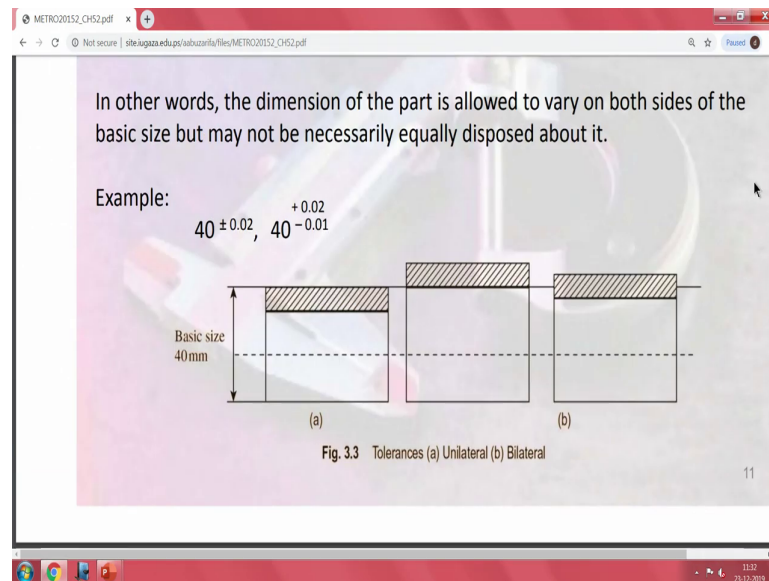 METRO20152_CH52.pdf
Not secure | site.iugaza.edu.ps/aabuzarifa/files/METRO20152_CH52.pdf
Paused
In other words, the dimension of the part is allowed to vary on both sides of the
basic size but may not be necessarily equally disposed about it.
Example:
40 ± 0.02, 40 + 0.02 − 0.01
Basic size
40 mm
(a)
(b)
Fig. 3.3 Tolerances (a) Unilateral (b) Bilateral
11
11:32
23-12-2019